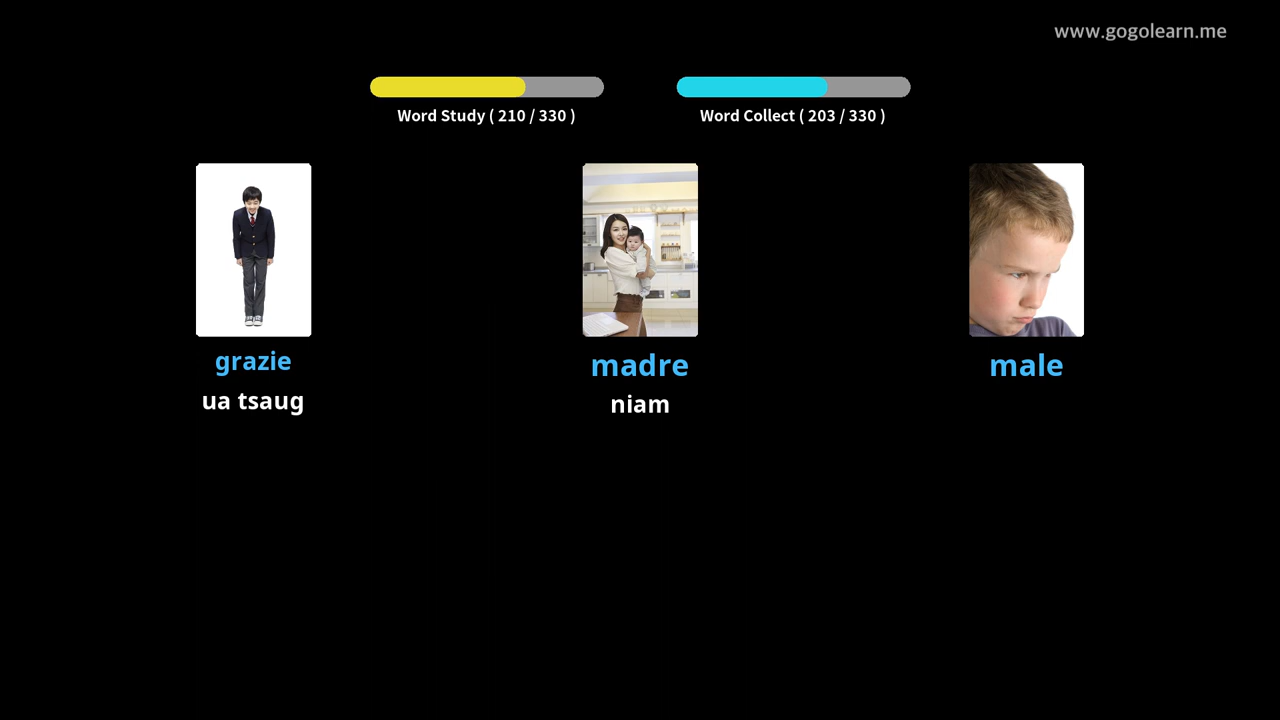 www.gogolearn.me
Word Study ( 210 / 330 )
Word Collect ( 203 / 330 )
grazie
ua tsaug
madre
niam
male